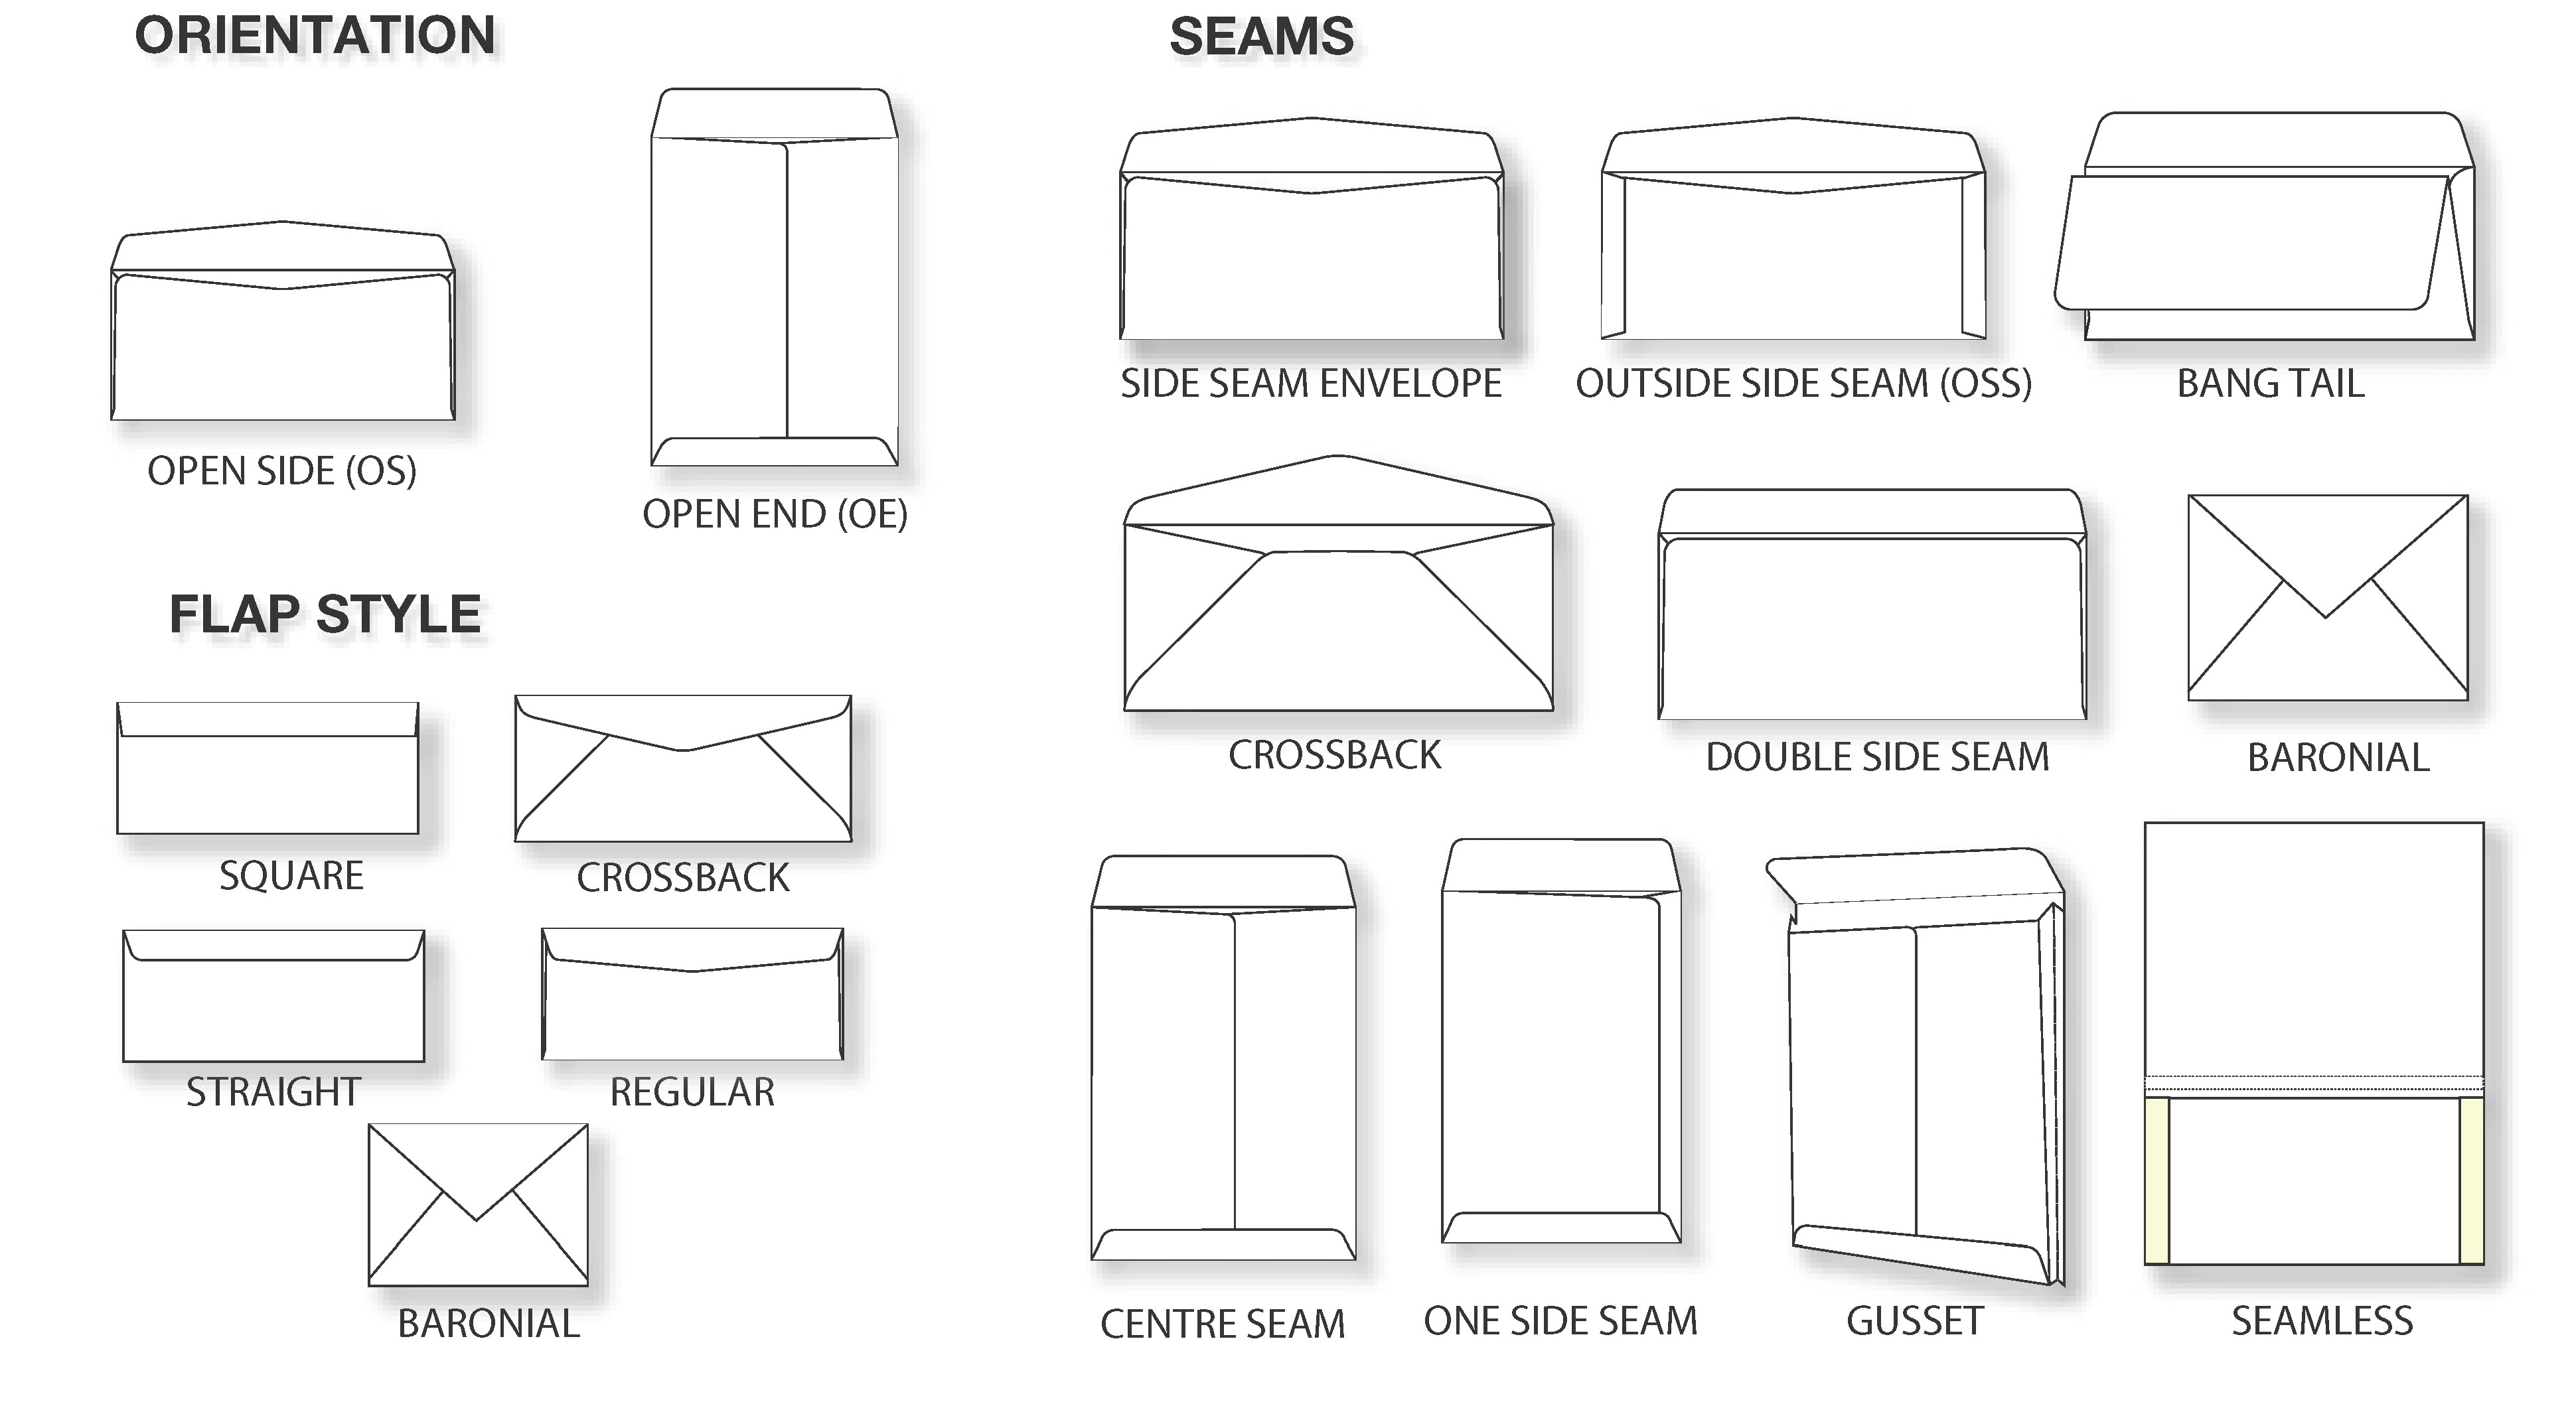 ORIENTATION
OPEN SIDE (OS)
OPEN END (OE)
FLAP STYLE
SQUARE
CROSSBACK
STRAIGHT
REGULAR
BARONIAL
SEAMS
SIDE SEAM ENVELOPE
OUTSIDE SIDE SEAM (OSS)
BANG TAIL
CROSSBACK
DOUBLE SIDE SEAM
BARONIAL
CENTRE SEAM
ONE SIDE SEAM
GUSSET
SEAMLESS